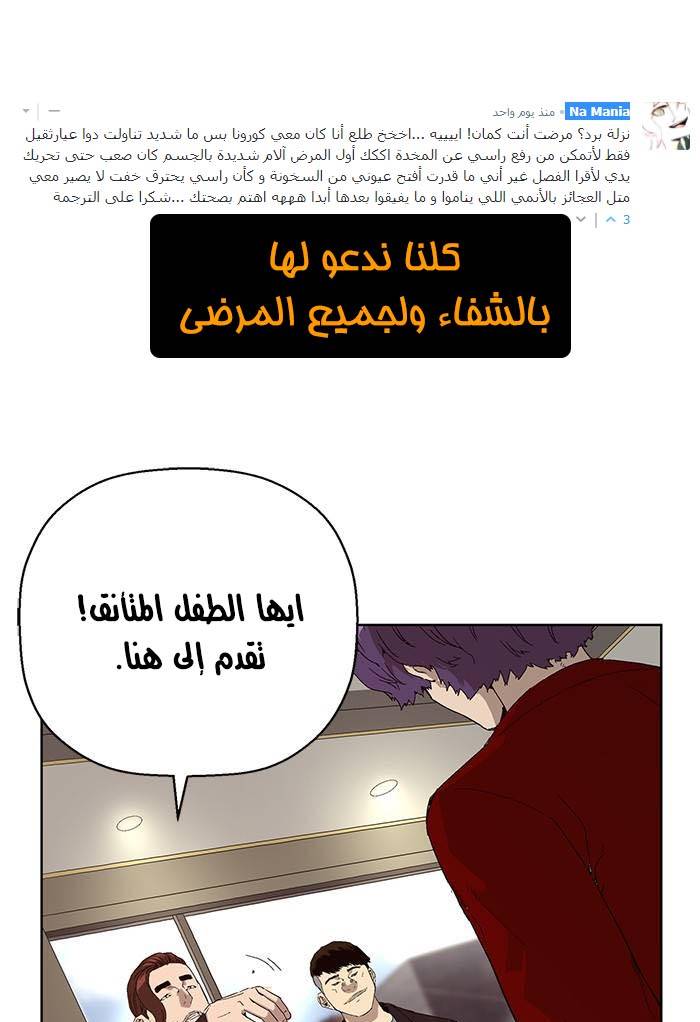 Na Mania • منذ يوم واحد
نزلة برد؟ مرضت أنت كمان! ايييه ...اخخخ طلع أنا كان معي كورونا بس ما شديد تناولت دوا عيارثقيل
فقط لأتمكن من رفع راسي عن المخدة اككك أول المرض آلام شديدة بالجسم كان صعب حتى تحريك
يدي لأقرا الفصل غير أني ما قدرت أفتح عيوني من السخونة و كأن راسي يحترف خفت لا يصير معي
متل العجائز بالأنمي اللي يناموا و ما يفيقوا بعدها أبدا هههه اهتم بصحتك ...شكرا على الترجمة
3
كلنا ندعو لها
بالشفاء ولجميع المرضى
ايها الطفل المتأنق!
تقدم إلى هنا.